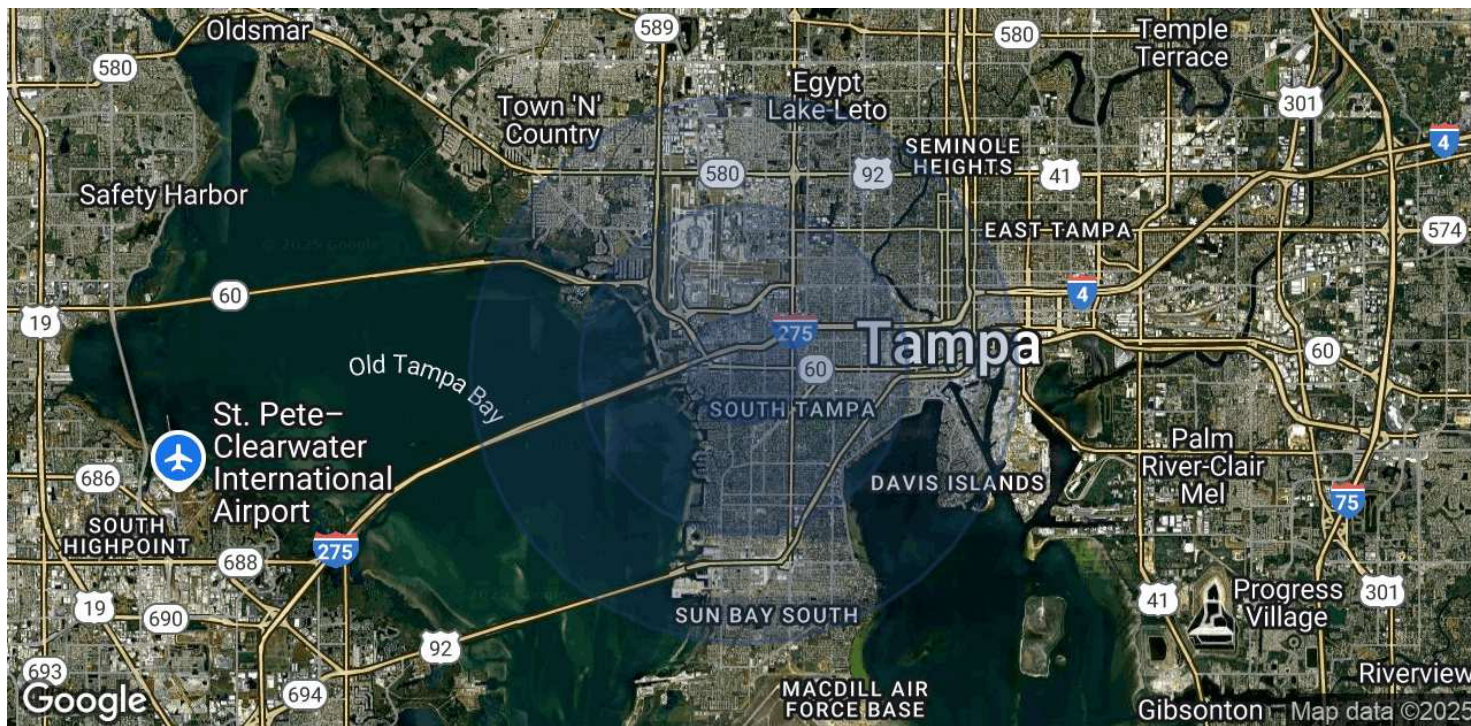 Oldsmar
589
580
Temple
Terrace
580
Egypt
Lake-Leto
Town 'N'
Country
301
SEMINOLE
HEIGHTS
4
580
92
41
Safety Harbor
EAST TAMPA
574
© 2025 Google
60
4
19
275
Tampa
60
60
Old Tampa Bay
SOUTH TAMPA
St. Pete–
Clearwater
International
Airport
686
Palm
River-Clair
Mel
DAVIS ISLANDS
75
SOUTH
HIGHPOINT
275
688
19
690
SUN BAY SOUTH
41
Progress
Village
301
92
693
694
Riverview
Google
MACDILL AIR
FORCE BASE
Gibsonton
Map data ©2025